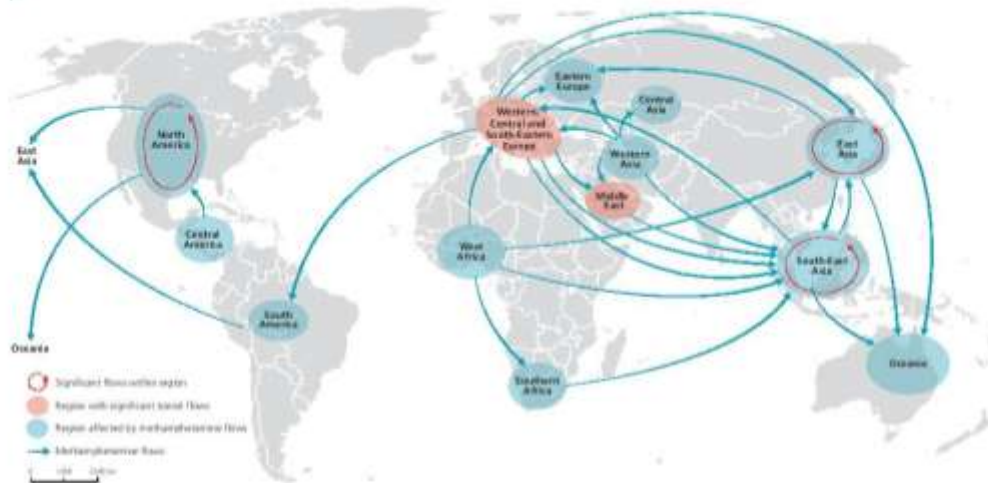 Eastern
Europe
Central
Asia
Western,
Central and
South-Eastern
Europe
North
America
East
Asia
East
Asia
Western
Asia
Middle
East
Central
America
West
Africa
South-East
Asia
South
America
Oceania
Oceania
Southern
Africa
Significant flows within region
Region with significant transit flows
Region affected by methamphetamine flows
Methamphetamine flows
0